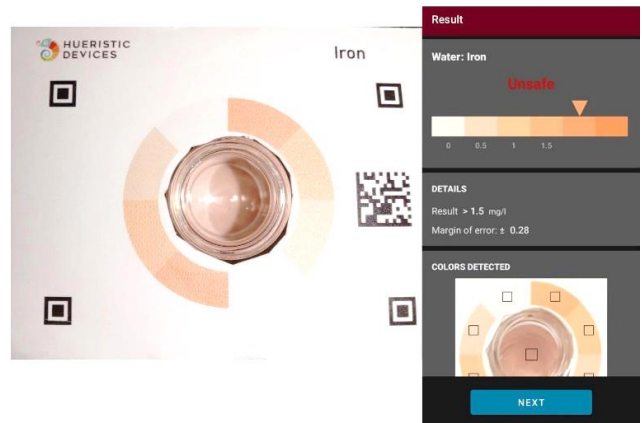 HUERISTIC
DEVICES
Iron
Result
Water: Iron
Unsafe
0 0.5 1 1.5
DETAILS
Result > 1.5 mg/l
Margin of error: ± 0.28
COLORS DETECTED
NEXT